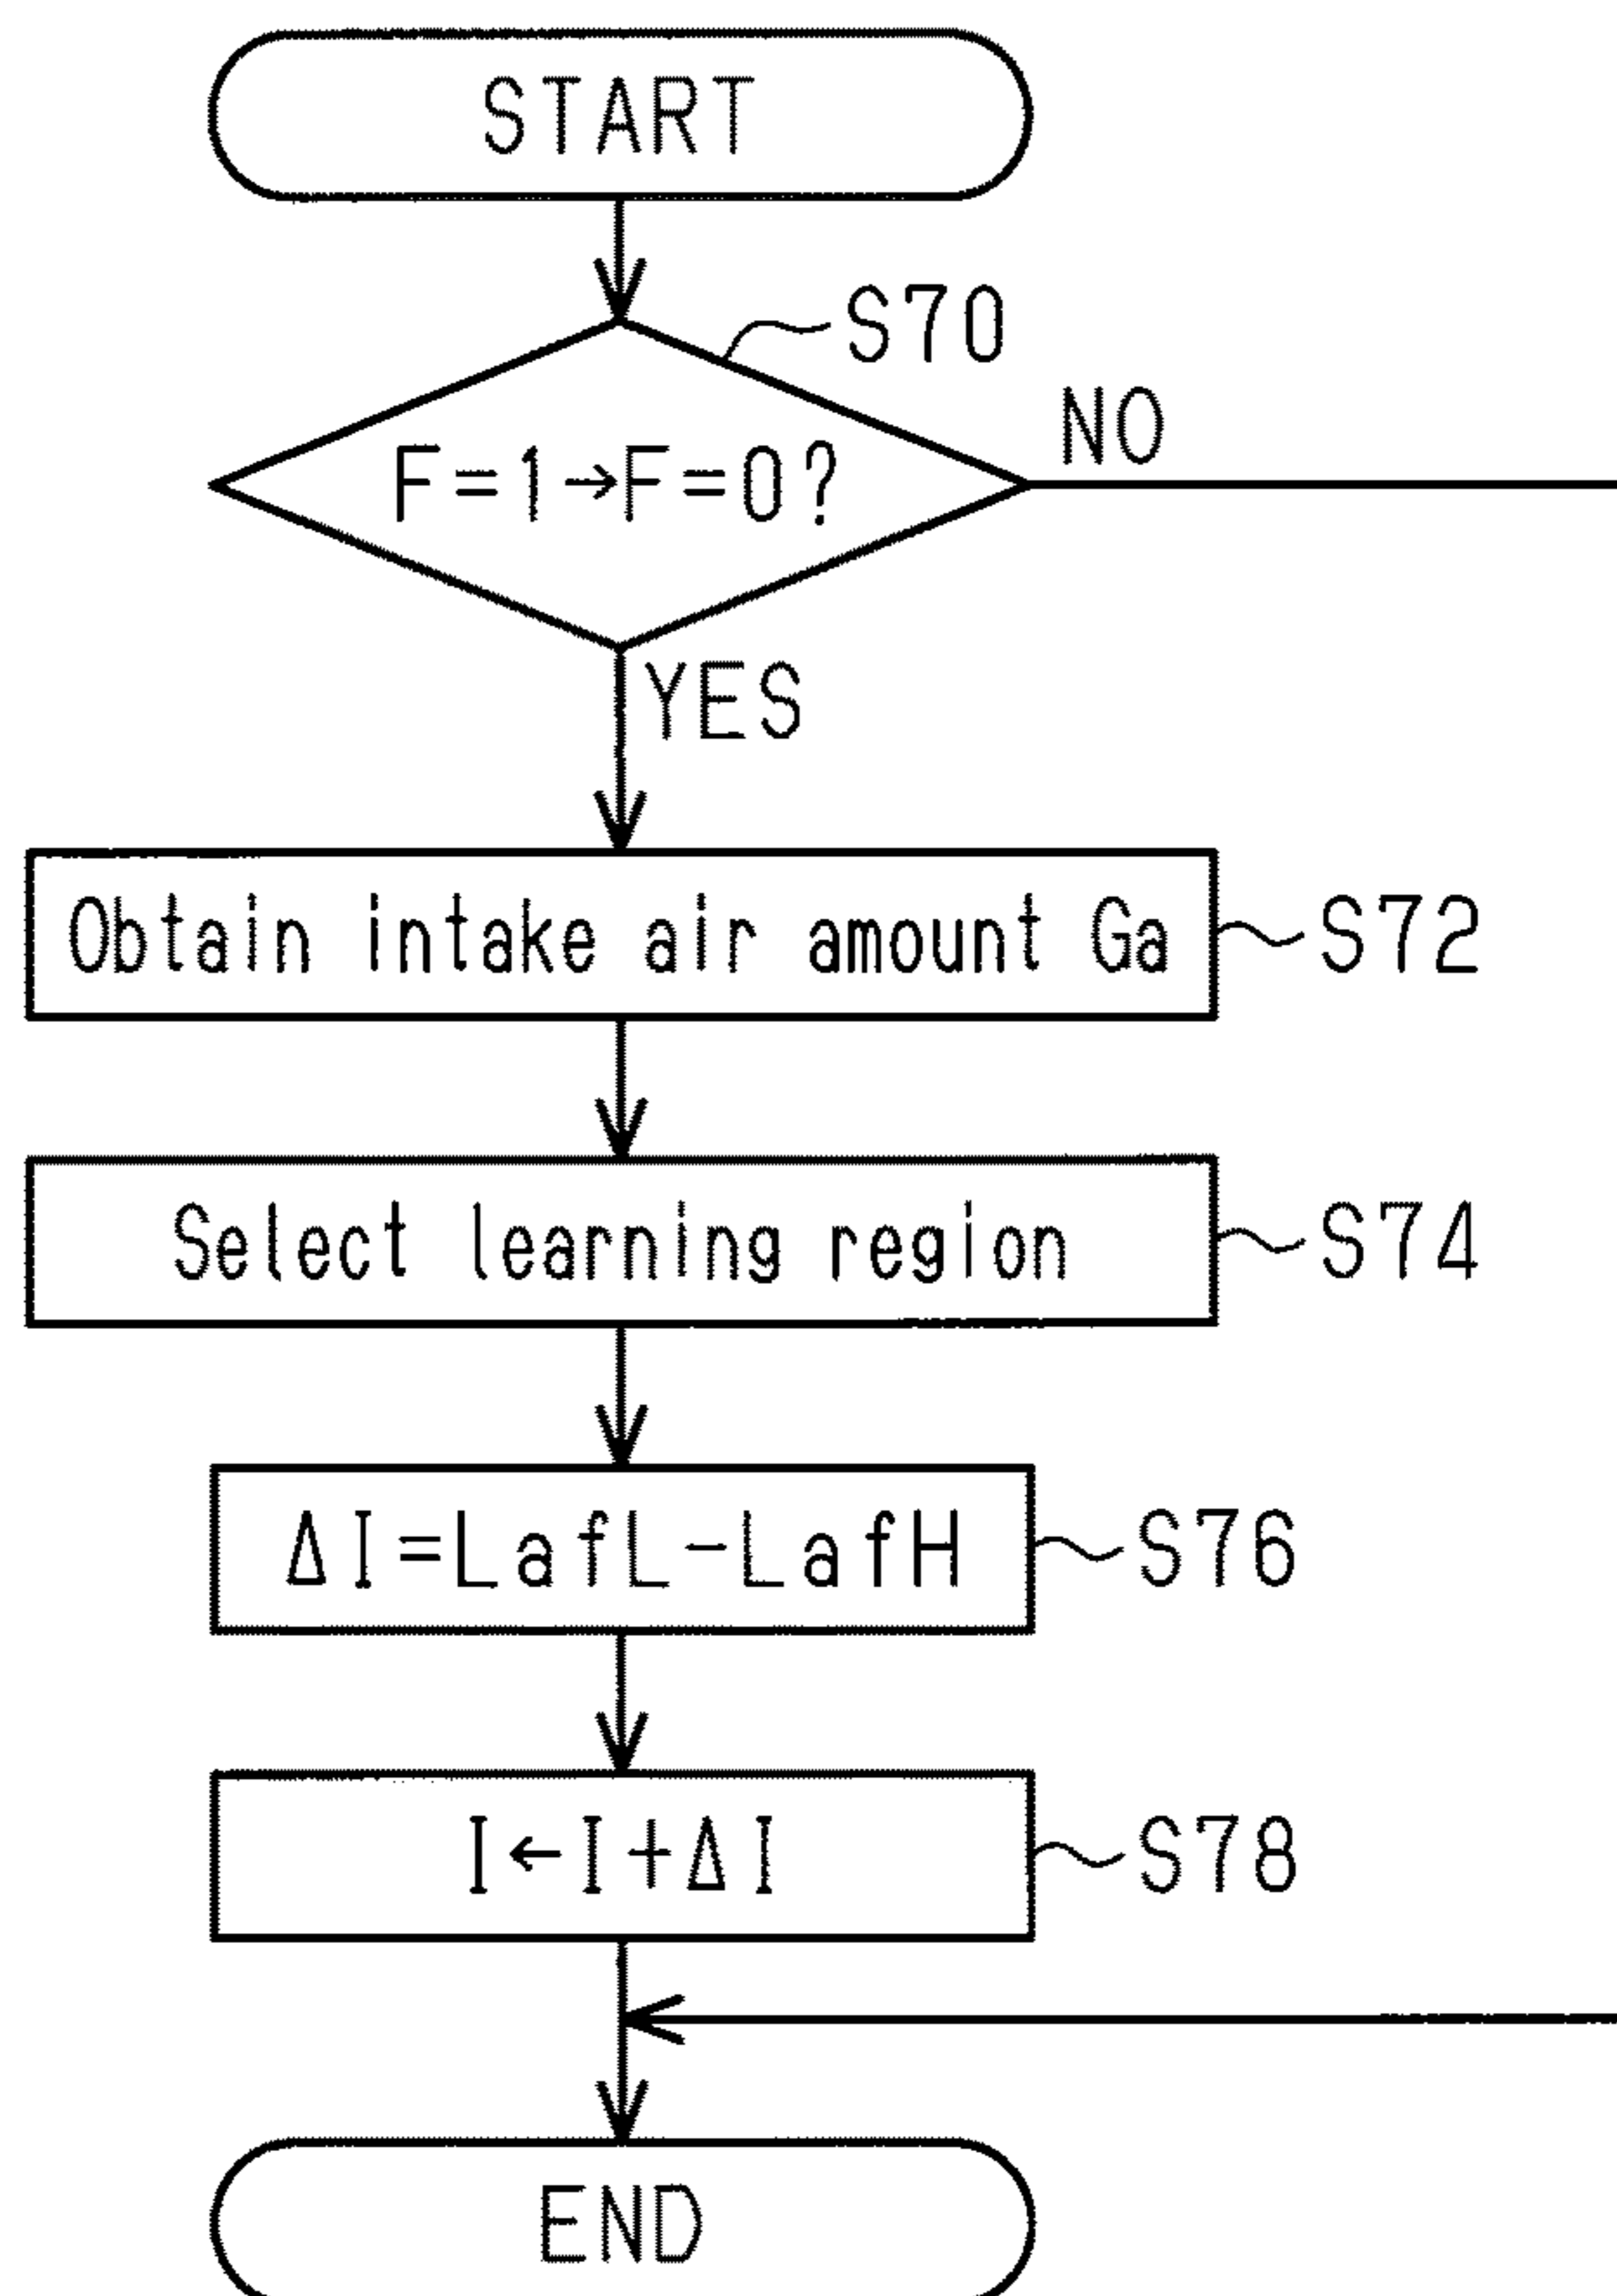 START
S70
F=1→F=0?
NO
YES
Obtain intake air amount Ga
S72
Select learning region
S74
ΔI=LafL-LafH
S76
I←I+ΔI
S78
END